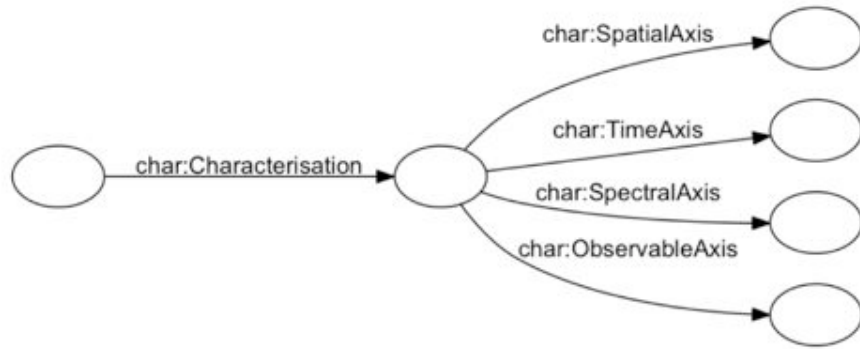 char:SpatialAxis
char:TimeAxis
char:Characterisation
char:SpectralAxis
char:ObservableAxis